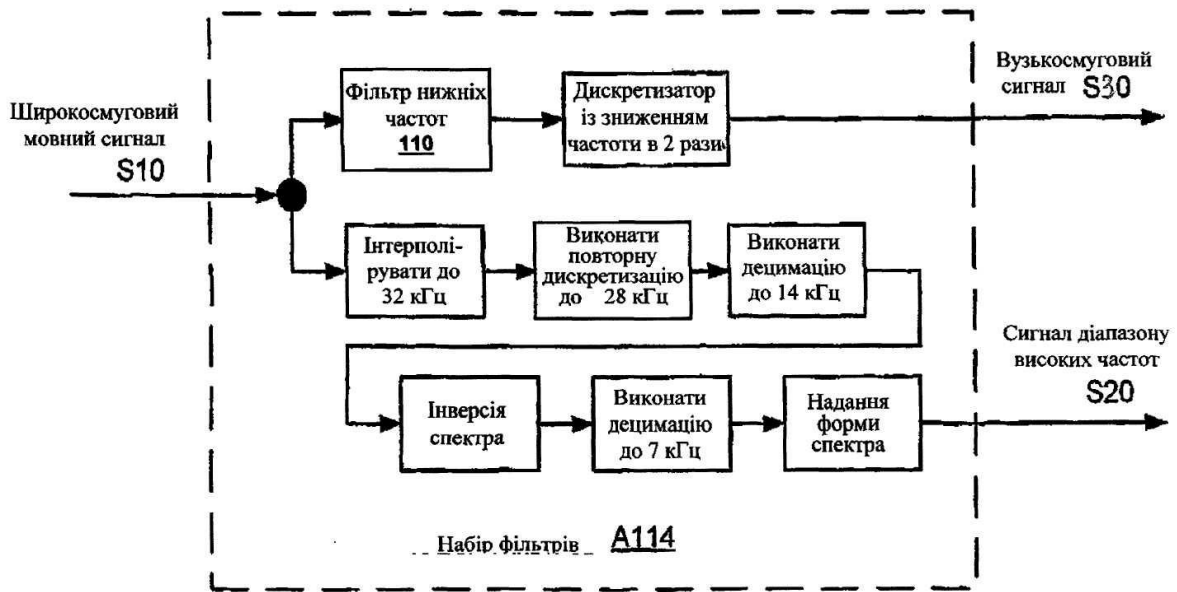 Широкосмуговий
мовний сигнал
S10
Фільтр нижніх
частот
110
Дискретизатор
із зниженням
частоти в 2 рази
Вузькосмуговий
сигнал S30
Інтерполі-
рувати до
32 кГц
Виконати
повторну
дискретизацію
до 28 кГц
Виконати
децимацію
до 14 кГц
Інверсія
спектра
Виконати
децимацію
до 7 кГц
Надання
форми
спектра
Сигнал діапазону
високих частот
S20
Набір фільтрів A114